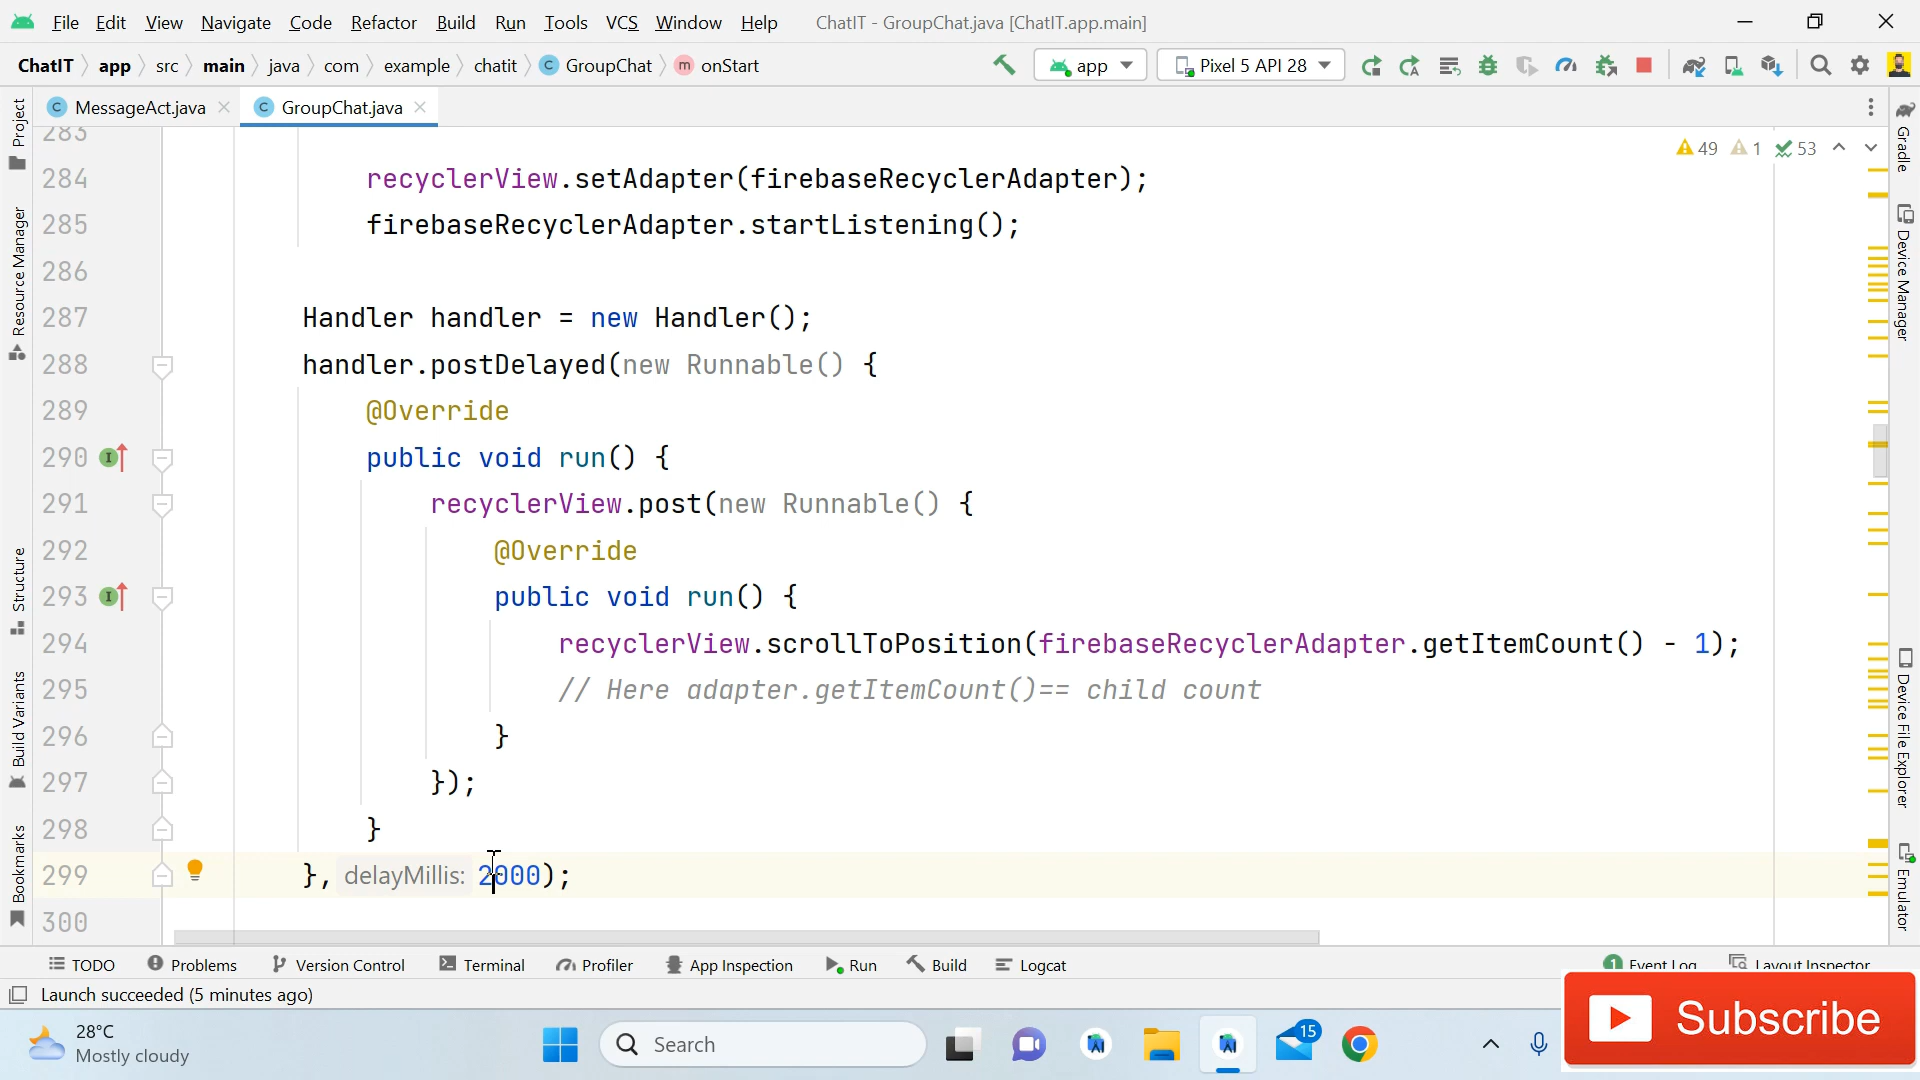 File Edit View Navigate Code Refactor Build Run Tools VCS Window Help ChatIT - GroupChat.java [ChatIT.app.main]
ChatIT app src main java com example chatit GroupChat onStart app Pixel 5 API 28
MessageAct.java GroupChat.java
283
49 1 53
284 recyclerView.setAdapter(firebaseRecyclerAdapter);
285 firebaseRecyclerAdapter.startListening();
286
287 Handler handler = new Handler();
288 handler.postDelayed(new Runnable() {
289 @Override
290 public void run() {
291 recyclerView.post(new Runnable() {
292 @Override
293 public void run() {
294 recyclerView.scrollToPosition(firebaseRecyclerAdapter.getItemCount() - 1);
295 // Here adapter.getItemCount()== child count
296 }
297 });
298 }
299 }, delayMillis: 2000);
300
Project
Resource Manager
Structure
Build Variants
Bookmarks
Gradle
Device Manager
Device File Explorer
Emulator
TODO Problems Version Control Terminal Profiler App Inspection Run Build Logcat Event Log Layout Inspector
Launch succeeded (5 minutes ago)
Subscribe
28°C
Mostly cloudy
Search
15